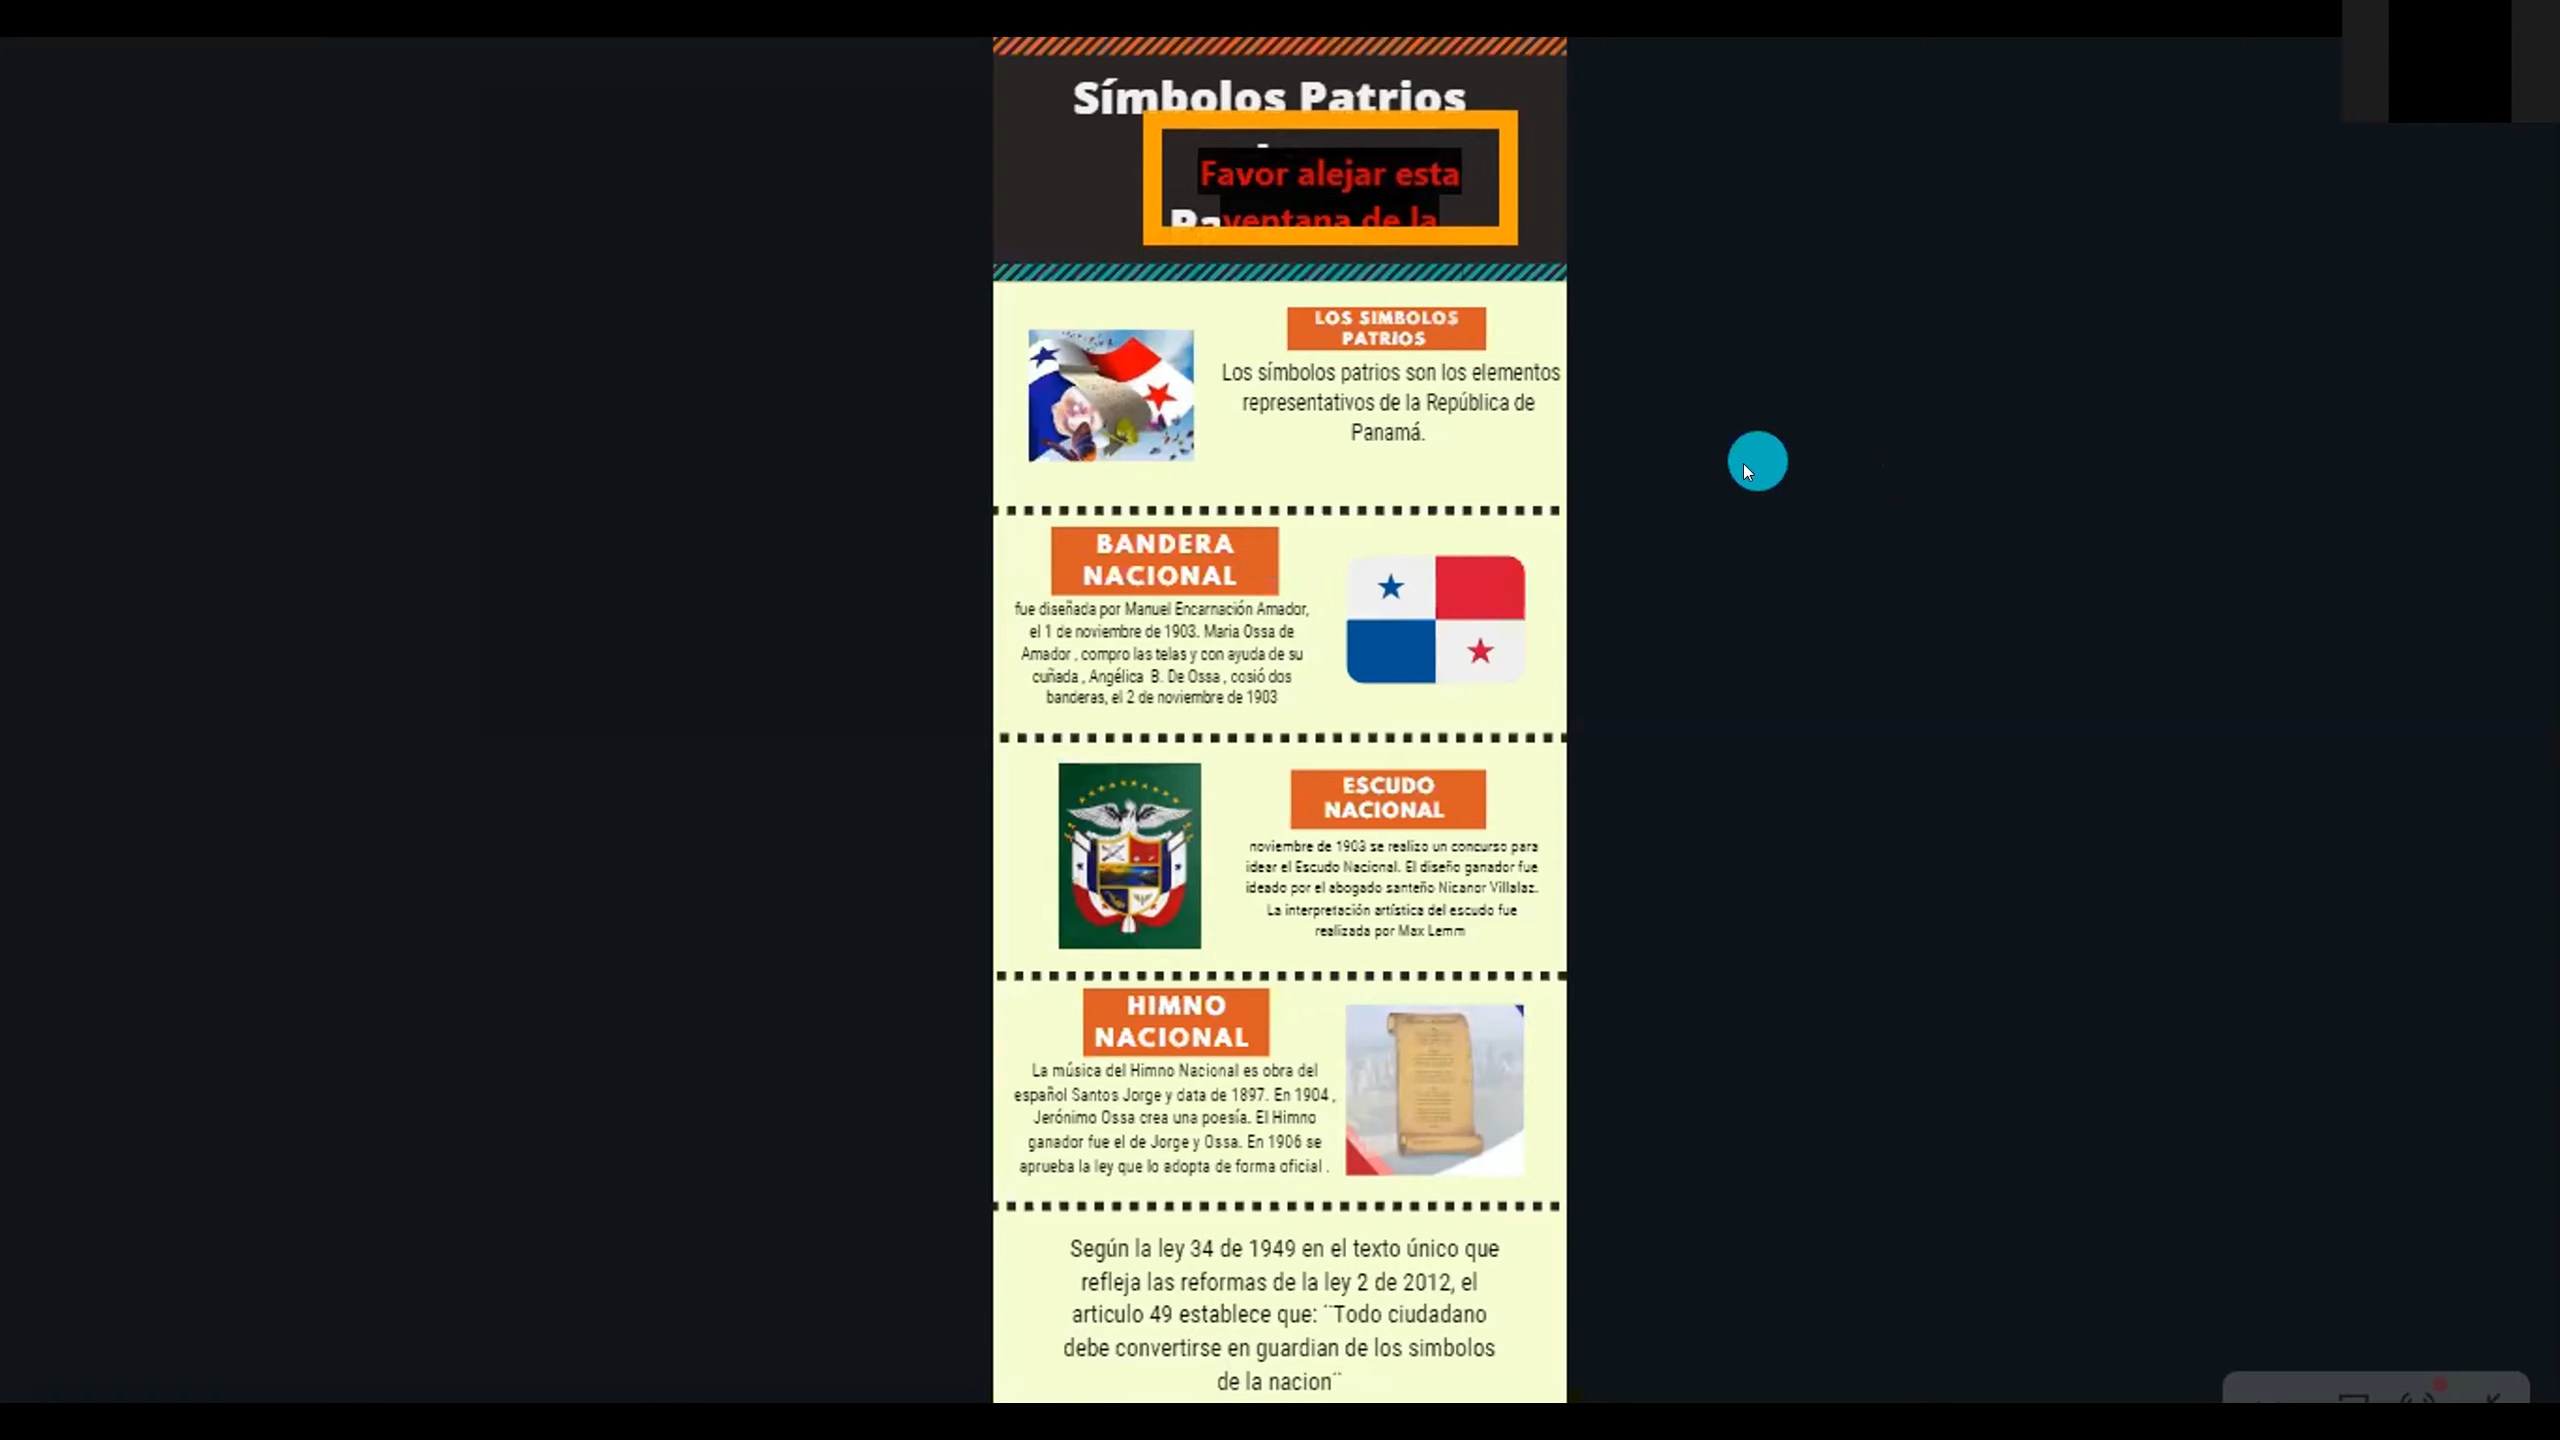 Símbolos Patrios
Favor alejar esta
Pa
ventana de la
LOS SIMBOLOS
PATRIOS
Los símbolos patrios son los elementos
representativos de la República de
Panamá.
BANDERA
NACIONAL
fue diseñada por Manuel Encarnación Amador,
el 1 de noviembre de 1903. Maria Ossa de
Amador , compro las telas y con ayuda de su
cuñada , Angélica B. De Ossa , cosió dos
banderas, el 2 de noviembre de 1903
ESCUDO
NACIONAL
noviembre de 1903 se realizo un concurso para
idear el Escudo Nacional. El diseño ganador fue
ideado por el abogado santeño Nicanor Villalaz.
La interpretación artística del escudo fue
realizada por Max Lemm
HIMNO
NACIONAL
La música del Himno Nacional es obra del
español Santos Jorge y data de 1897. En 1904 ,
Jerónimo Ossa crea una poesía. El Himno
ganador fue el de Jorge y Ossa. En 1906 se
aprueba la ley que lo adopta de forma oficial .
Según la ley 34 de 1949 en el texto único que
refleja las reformas de la ley 2 de 2012, el
articulo 49 establece que: ¨Todo ciudadano
debe convertirse en guardian de los simbolos
de la nacion¨